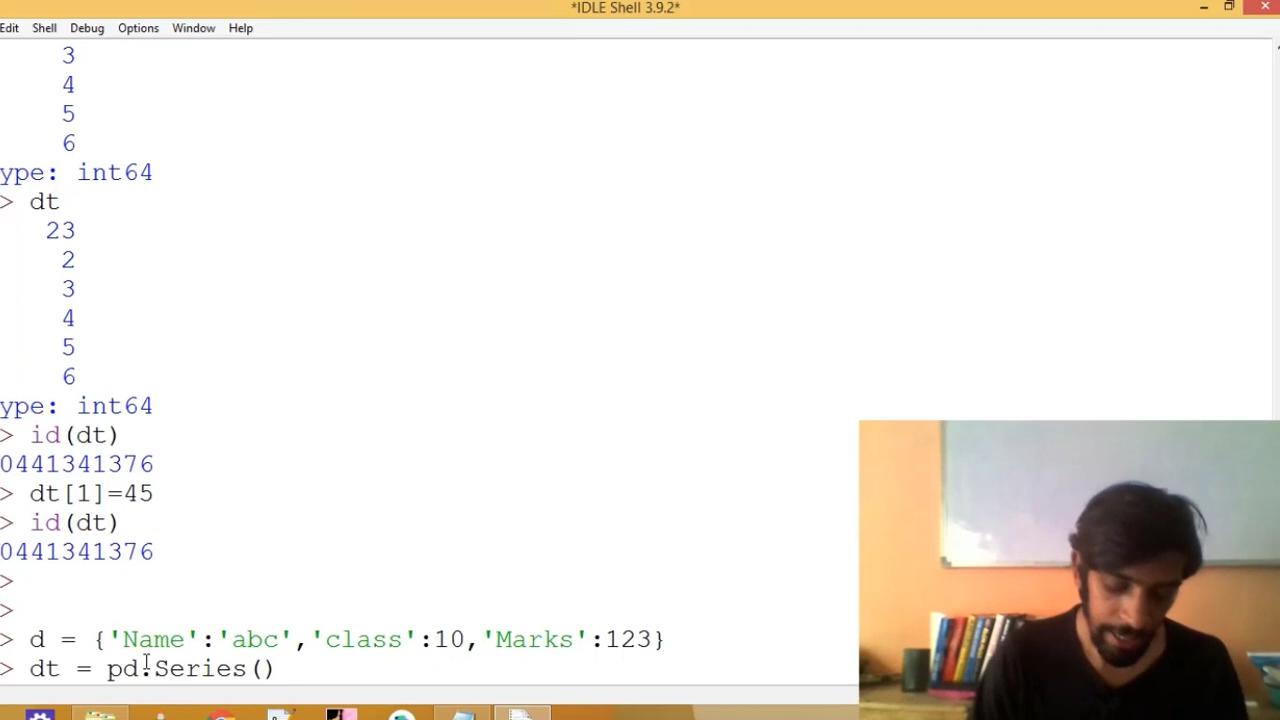 *IDLE Shell 3.9.2*
Edit Shell Debug Options Window Help
3
4
5
6
ype: int64
> dt
23
2
3
4
5
6
ype: int64
> id(dt)
0441341376
> dt[1]=45
> id(dt)
0441341376
>
>
> d = {'Name':'abc','class':10,'Marks':123}
> dt = pd.Series()